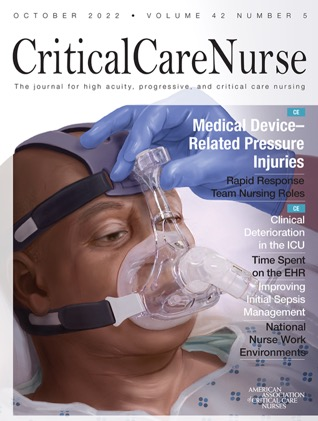 OCTOBER 2022 • VOLUME 42 NUMBER 5
CriticalCareNurse
The journal for high acuity, progressive, and critical care nursing
CE
Medical Device–
Related Pressure
Injuries
Rapid Response
Team Nursing Roles
CE
Clinical
Deterioration
in the ICU
Time Spent
on the EHR
Improving
Initial Sepsis
Management
National
Nurse Work
Environments
AMERICAN
ASSOCIATION
of CRITICAL-CARE
NURSES